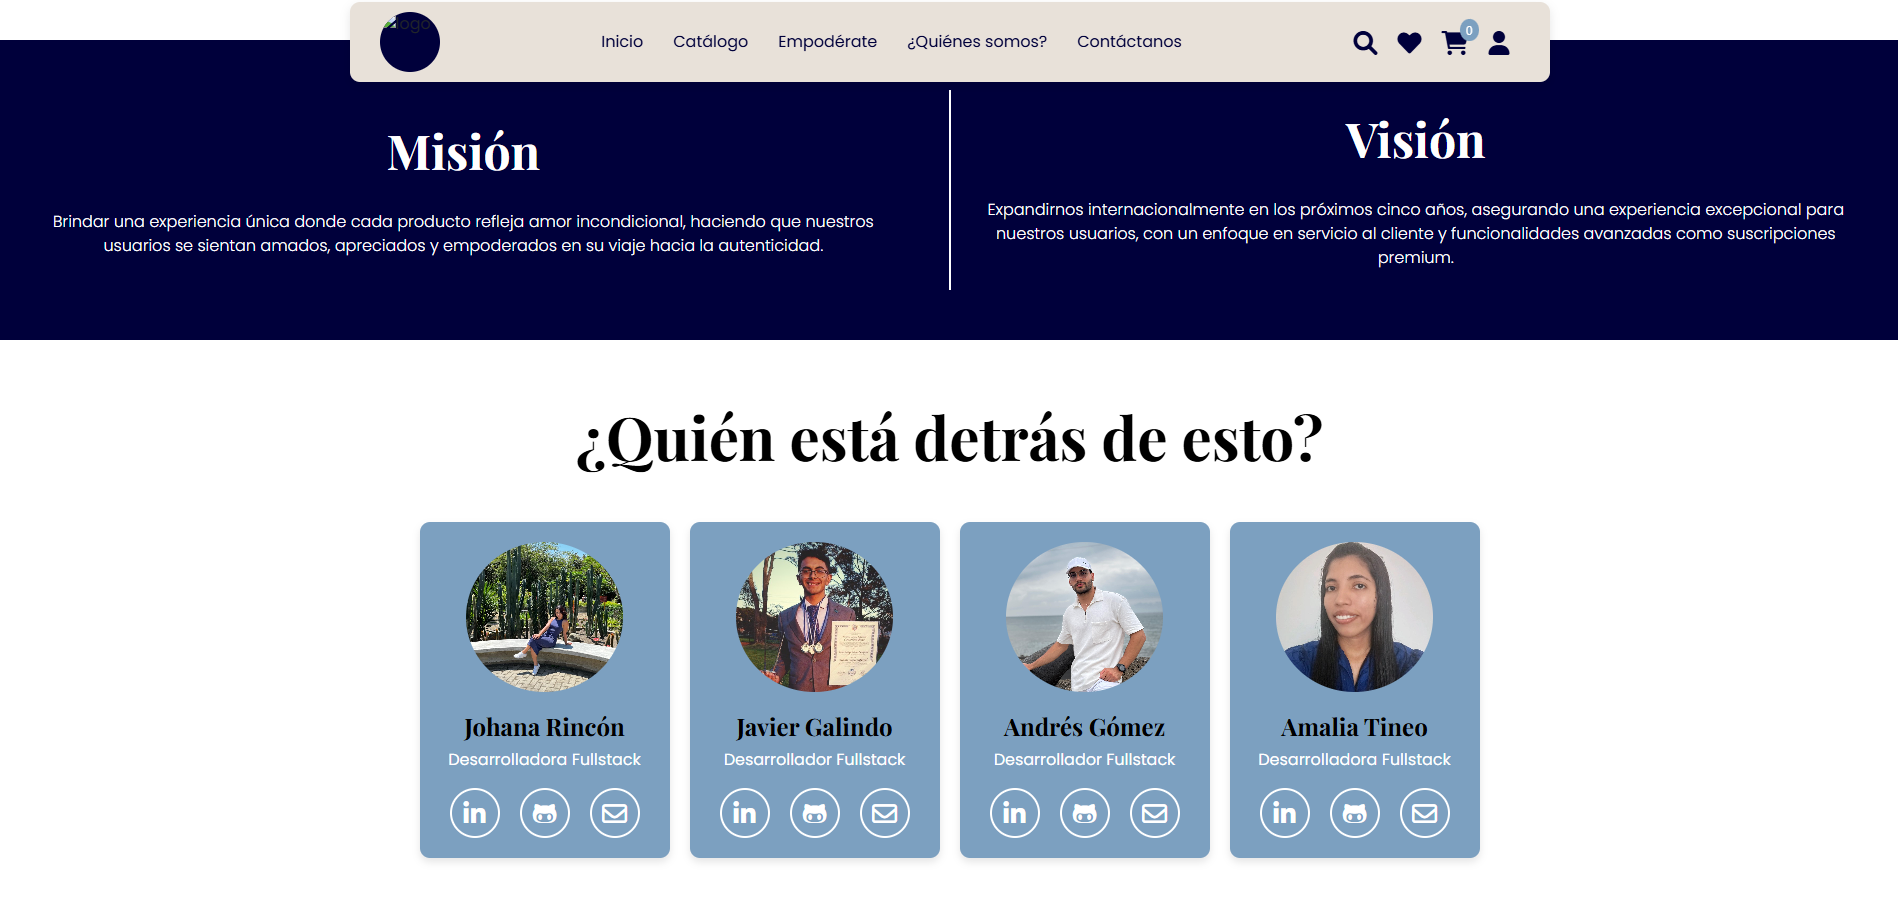 logo
Inicio Catálogo Empodérate ¿Quiénes somos? Contáctanos 0
Misión
Brindar una experiencia única donde cada producto refleja amor incondicional, haciendo que nuestros
usuarios se sientan amados, apreciados y empoderados en su viaje hacia la autenticidad.
Visión
Expandirnos internacionalmente en los próximos cinco años, asegurando una experiencia excepcional para
nuestros usuarios, con un enfoque en servicio al cliente y funcionalidades avanzadas como suscripciones
premium.
¿Quién está detrás de esto?
Johana Rincón
Desarrolladora Fullstack
in
Javier Galindo
Desarrollador Fullstack
in
Andrés Gómez
Desarrollador Fullstack
in
Amalia Tineo
Desarrolladora Fullstack
in